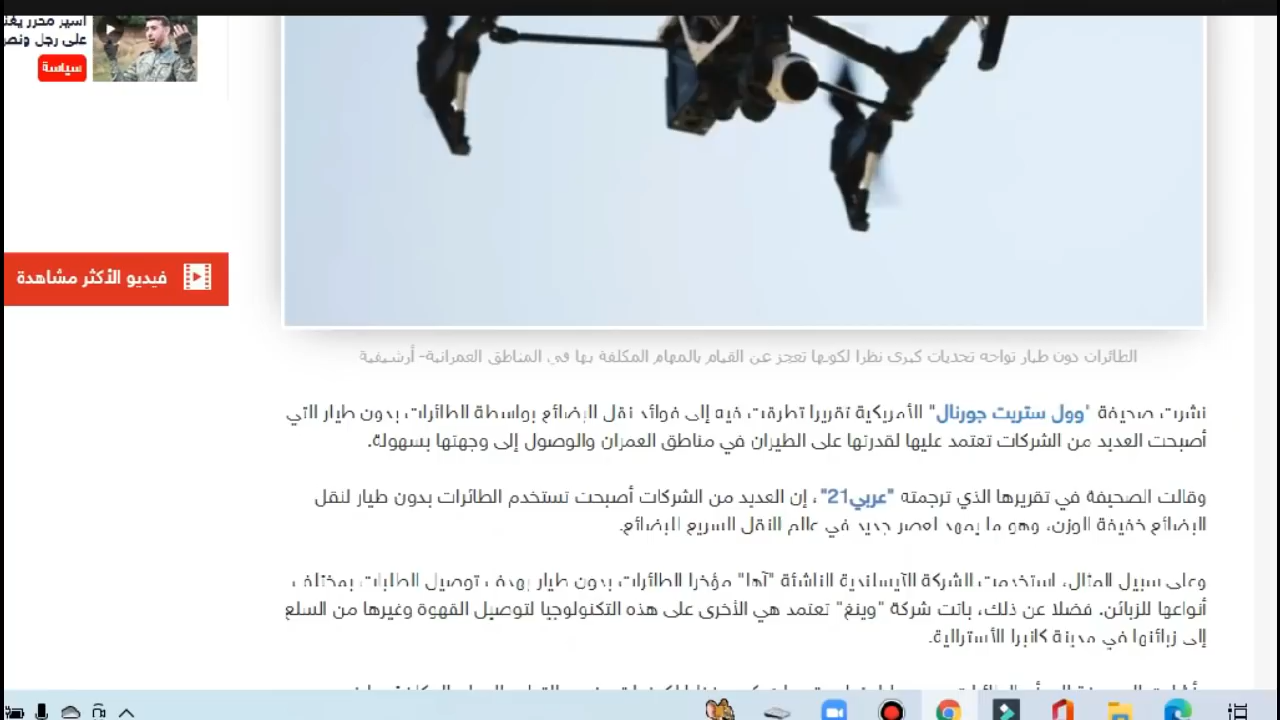 أسير محرر يغن
على رجل ونص
سياسة
فيديو الأكثر مشاهدة
الطائرات دون طيار تواجه تحديات كبرى نظرا لكونها تعجز عن القيام بالمهام المكلفة بها في المناطق العمرانية- أرشيفية
نشرت صحيفة "وول ستريت جورنال" الأمريكية تقريرا تطرقت فيه إلى فوائد نقل البضائع بواسطة الطائرات بدون طيار التي
أصبحت العديد من الشركات تعتمد عليها لقدرتها على الطيران في مناطق العمران والوصول إلى وجهتها بسهولة.
وقالت الصحيفة في تقريرها الذي ترجمته "عربي21"، إن العديد من الشركات أصبحت تستخدم الطائرات بدون طيار لنقل
البضائع خفيفة الوزن، وهو ما يمهد لعصر جديد في عالم النقل السريع للبضائع.
وعلى سبيل المثال، استخدمت الشركة الآيسلندية الناشئة "آها" مؤخرا الطائرات بدون طيار بهدف توصيل الطلبات بمختلف
أنواعها للزبائن. فضلا عن ذلك، باتت شركة "وينغ" تعتمد هي الأخرى على هذه التكنولوجيا لتوصيل القهوة وغيرها من السلع
إلى زبائنها في مدينة كانبرا الأسترالية.